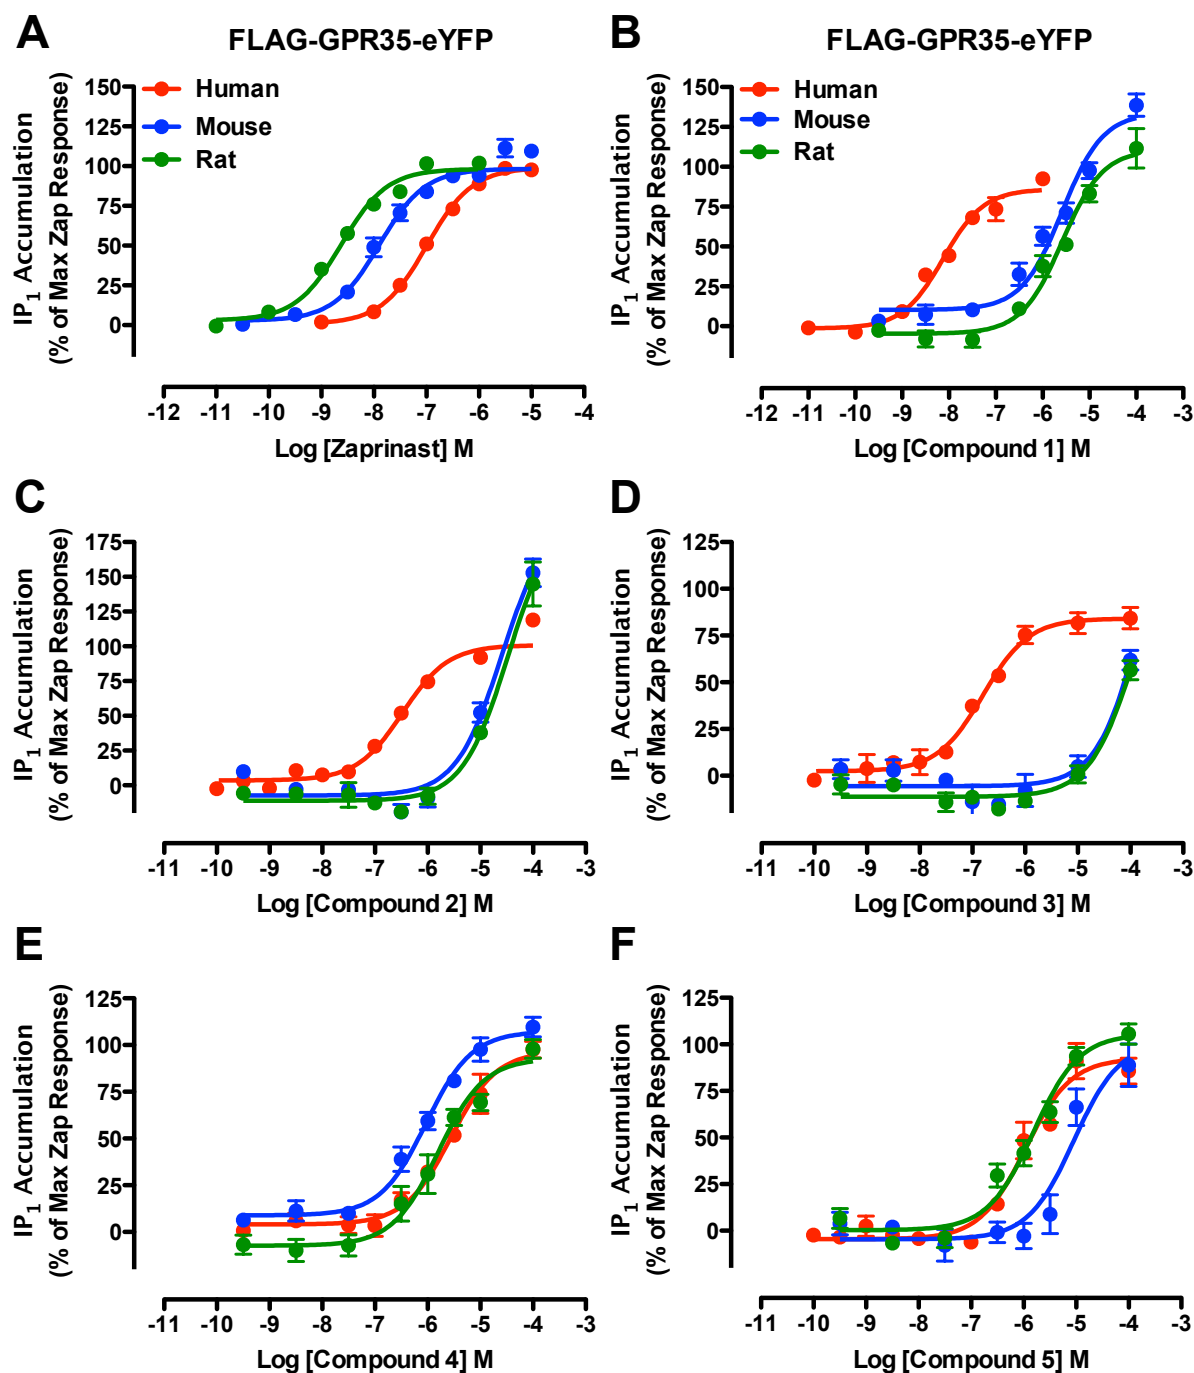 A
FLAG-GPR35-eYFP
IP1 Accumulation
(% of Max Zap Response)
150
125
100
75
50
25
0
Human
Mouse
Rat
-12 -11 -10 -9 -8 -7 -6 -5 -4
Log [Zaprinast] M
B
FLAG-GPR35-eYFP
IP1 Accumulation
(% of Max Zap Response)
150
125
100
75
50
25
0
Human
Mouse
Rat
-12 -11 -10 -9 -8 -7 -6 -5 -4 -3
Log [Compound 1] M
C
IP1 Accumulation
(% of Max Zap Response)
175
150
125
100
75
50
25
0
-11 -10 -9 -8 -7 -6 -5 -4 -3
Log [Compound 2] M
D
IP1 Accumulation
(% of Max Zap Response)
125
100
75
50
25
0
-11 -10 -9 -8 -7 -6 -5 -4 -3
Log [Compound 3] M
E
IP1 Accumulation
(% of Max Zap Response)
125
100
75
50
25
0
-11 -10 -9 -8 -7 -6 -5 -4 -3
Log [Compound 4] M
F
IP1 Accumulation
(% of Max Zap Response)
125
100
75
50
25
0
-11 -10 -9 -8 -7 -6 -5 -4 -3
Log [Compound 5] M